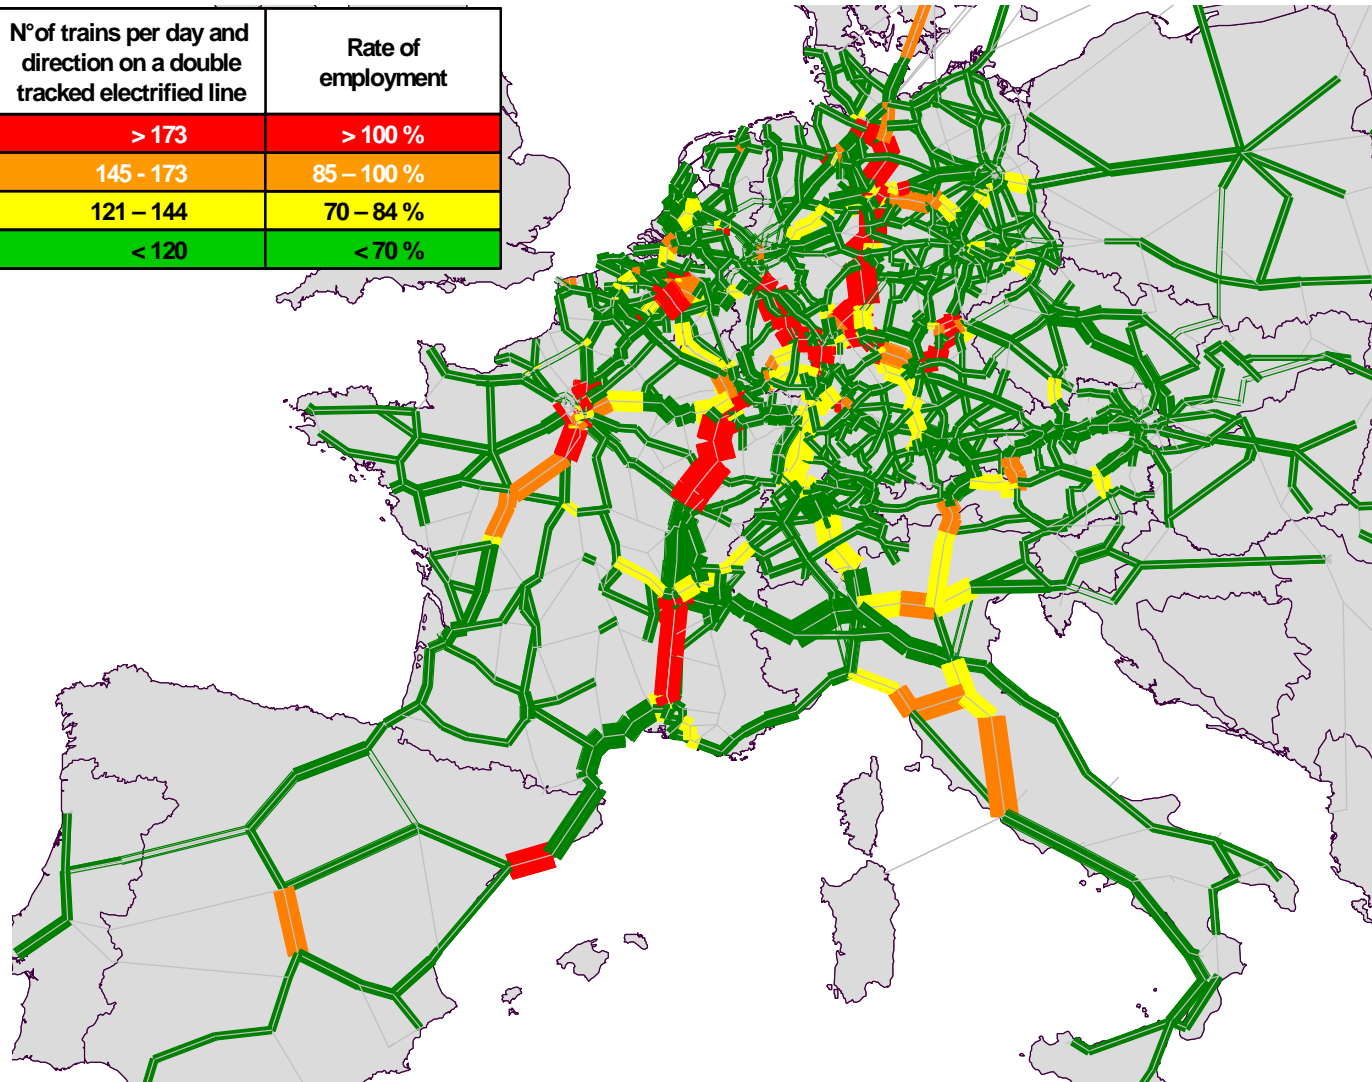 N° of trains per day and
direction on a double
tracked electrified line
Rate of
employment
> 173
> 100 %
145 - 173
85 – 100 %
121 – 144
70 – 84 %
< 120
< 70 %